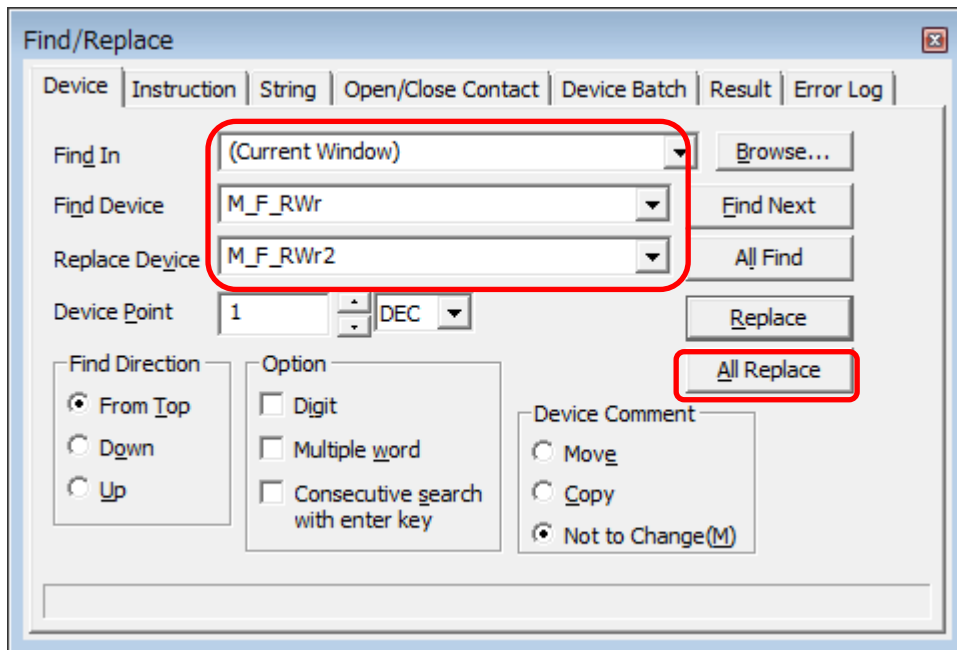 Find/Replace
Device Instruction String Open/Close Contact Device Batch Result Error Log
Find In (Current Window) Browse...
Find Device M_F_RWr Find Next
Replace Device M_F_RWr2 All Find
Device Point 1 DEC Replace
All Replace
Find Direction
From Top
Down
Up
Option
Digit
Multiple word
Consecutive search
with enter key
Device Comment
Move
Copy
Not to Change(M)